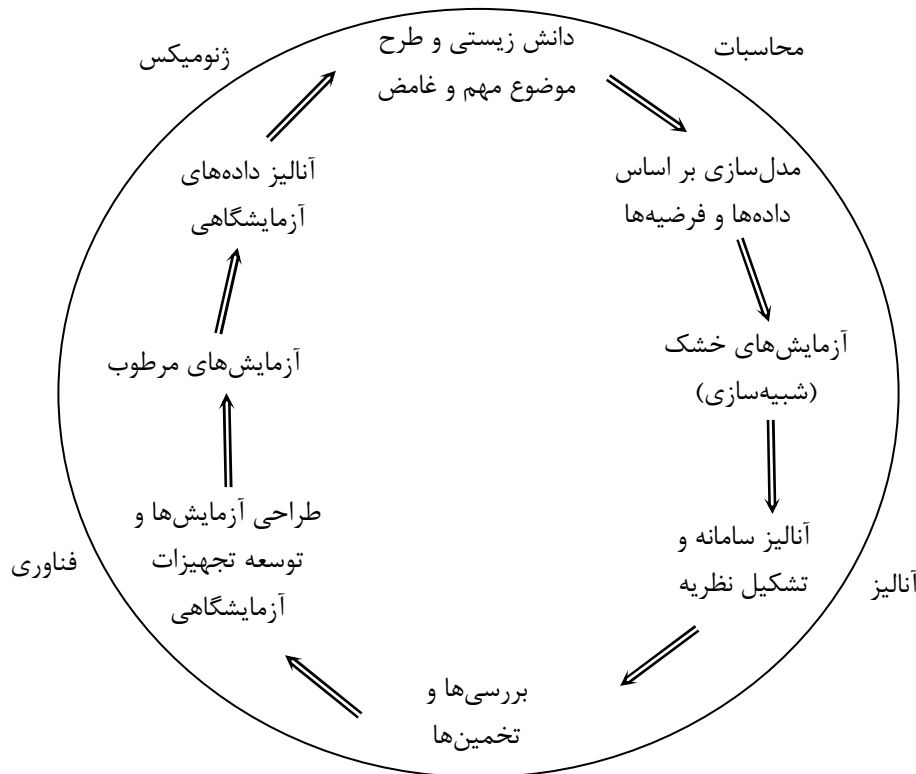 دانش زیستی و طرح
موضوع مهم و غامض
محاسبات
مدل‌سازی بر اساس
داده‌ها و فرضیه‌ها
آزمایش‌های خشک
(شبیه‌سازی)
آنالیز سامانه و
تشکیل نظریه
آنالیز
بررسی‌ها و
تخمین‌ها
طراحی آزمایش‌ها و
توسعه تجهیزات
آزمایشگاهی
فناوری
آزمایش‌های مرطوب
آنالیز داده‌های
آزمایشگاهی
ژنومیکس